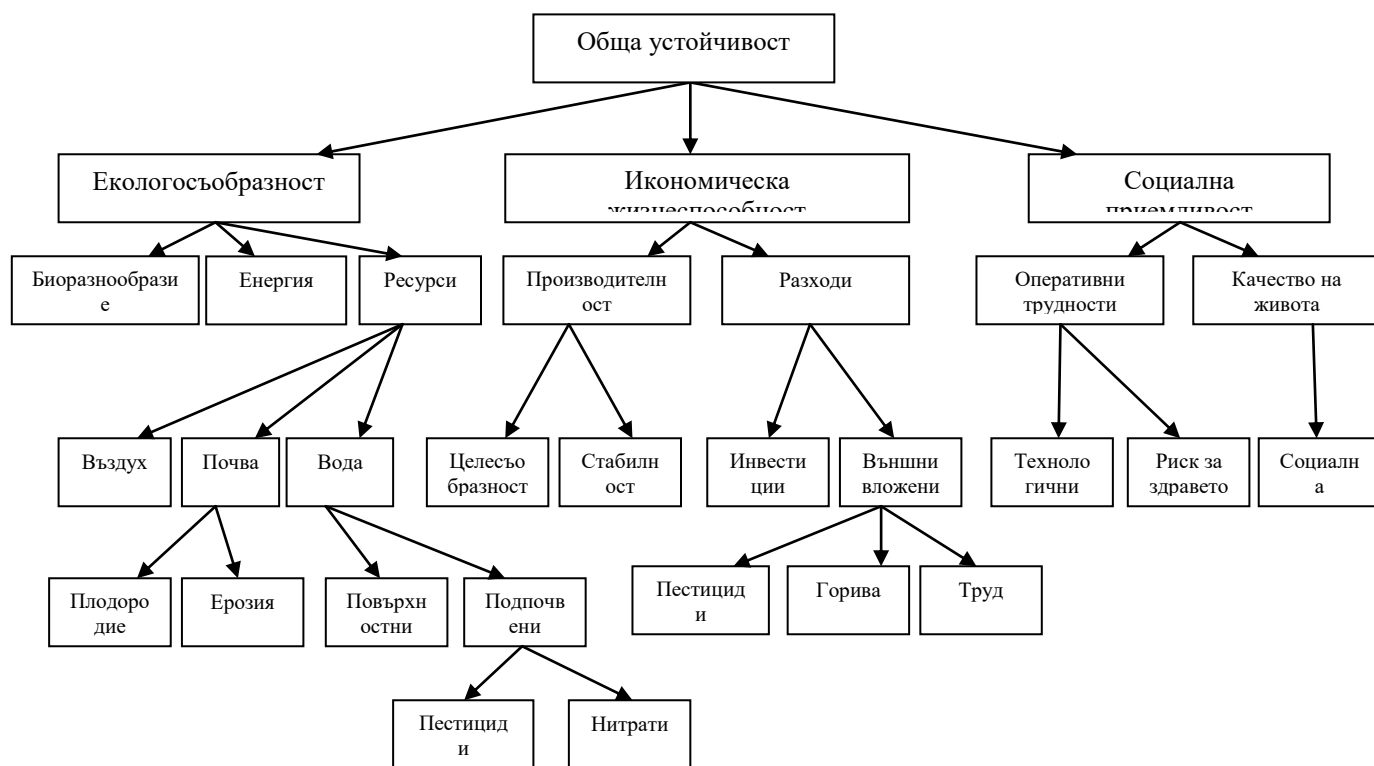 Обща устойчивост
Екологосъобразност
Икономическа
жизнеспособност
Социална
приемливост
Биоразнообрази
е
Енергия
Ресурси
Производителн
ост
Разходи
Оперативни
трудности
Качество на
живота
Въздух
Почва
Вода
Целесъо
бразност
Стабилн
ост
Инвести
ции
Външни
вложени
Техноло
гични
Риск за
здравето
Социалн
а
Плодоро
дие
Ерозия
Повърхн
остни
Подпочв
ени
Пестицид
и
Горива
Труд
Пестицид
и
Нитрати